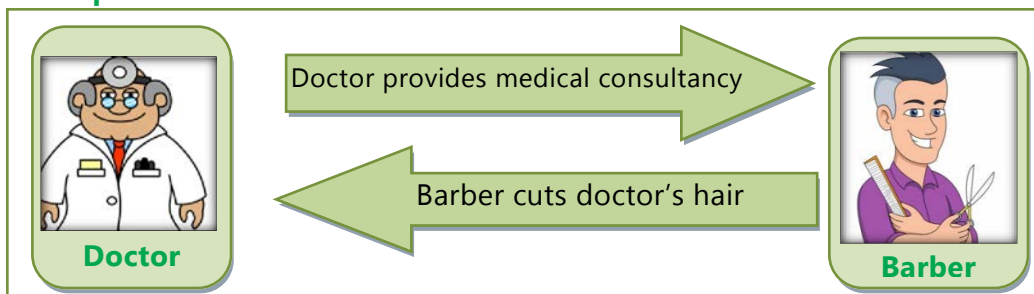 Doctor provides medical consultancy
Barber cuts doctor's hair
Doctor
Barber